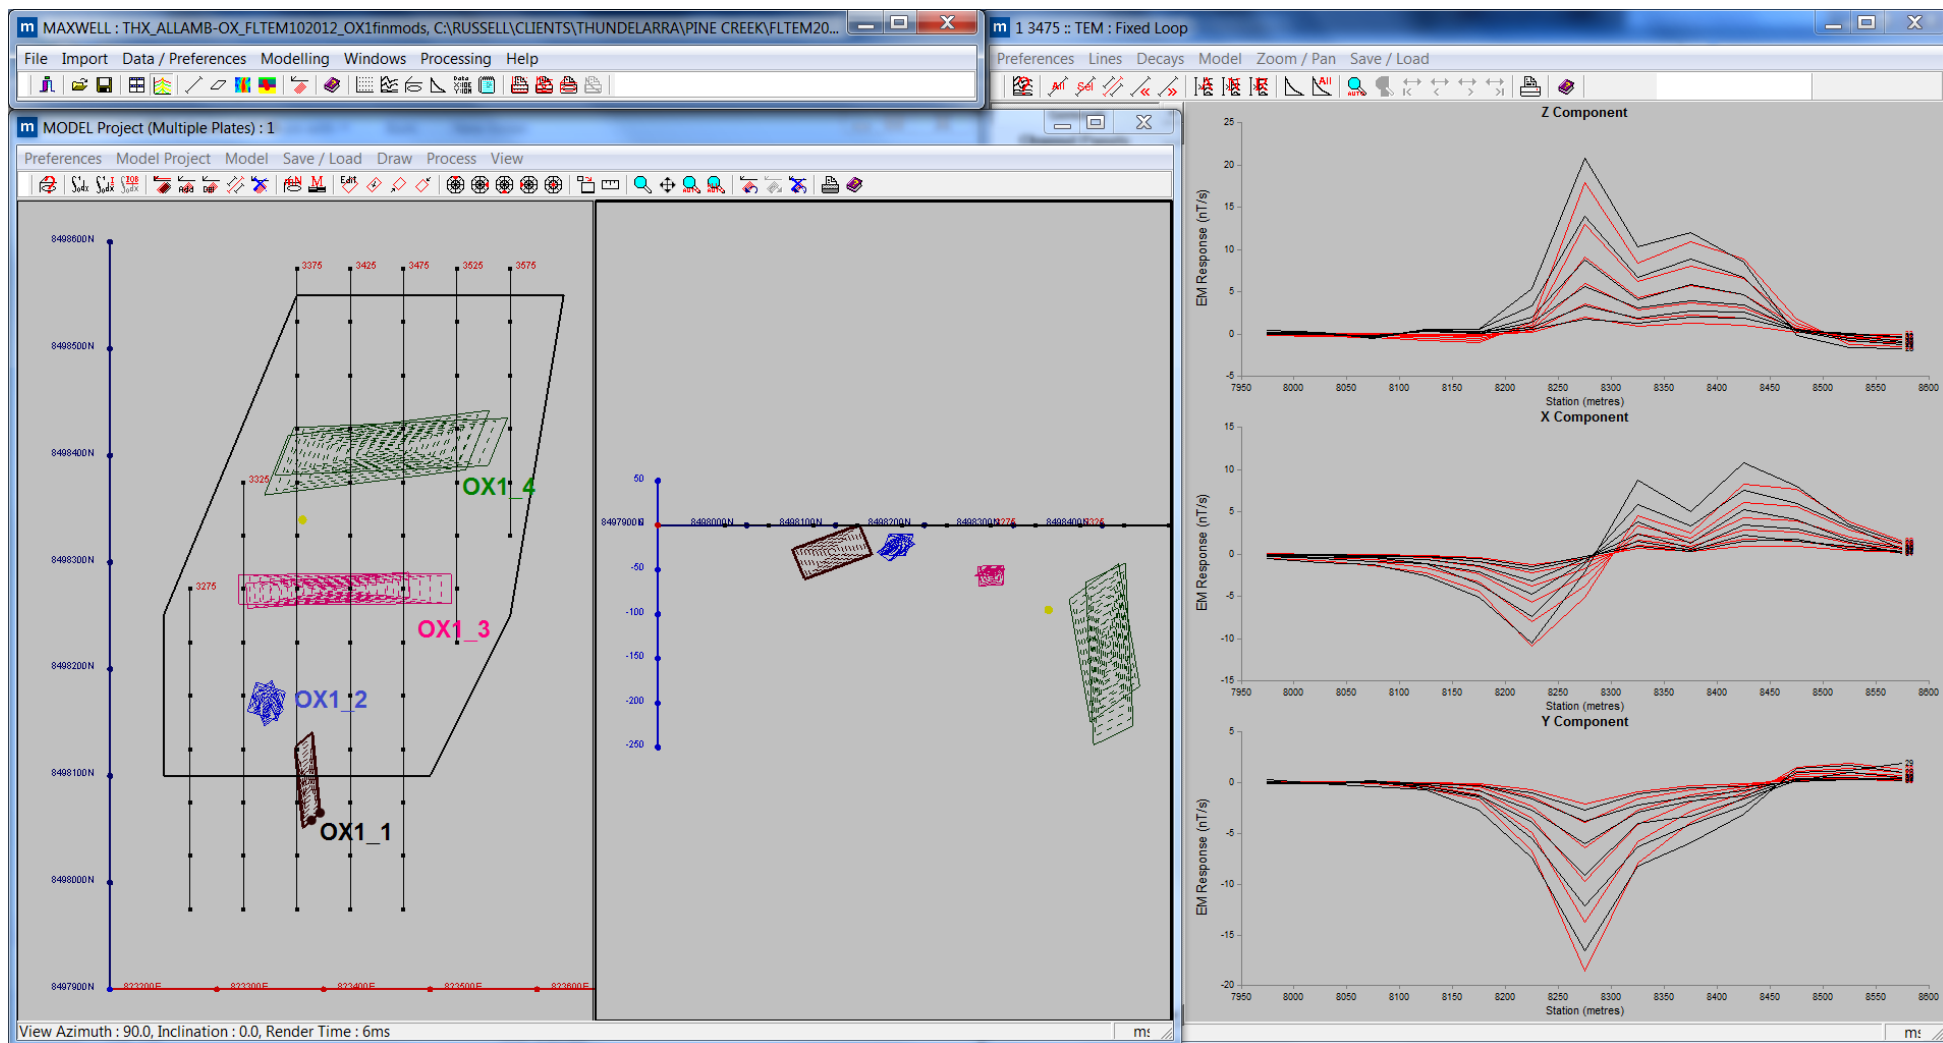 MAXWELL : THX_ALLAMB-OX_FLTEM102012_OX1finmods, C:\RUSSELL\CLIENTS\THUNDELARRA\PINE CREEK\FLTEM20...
File Import Data / Preferences Modelling Windows Processing Help
MODEL Project (Multiple Plates) : 1
Preferences Model Project Model Save / Load Draw Process View
8498600N
3375 3425 3475 3525 3575
8498500N
8498400N
3325
OX1_4
8498300N
3275
OX1_3
8498200N
OX1_2
8498100N
OX1_1
8498000N
8497900N
823200E 823300E 823400E 823500E 823600E
50
8497900N 8498000N 8498100N 8498200N 8498300N 8498400N
-50
-100
-150
-200
-250
View Azimuth : 90.0, Inclination : 0.0, Render Time : 6ms
1 3475 :: TEM : Fixed Loop
Preferences Lines Decays Model Zoom / Pan Save / Load
Z Component
EM Response (nT/s)
25
20
15
10
5
0
-5
7950 8000 8050 8100 8150 8200 8250 8300 8350 8400 8450 8500 8550 8600
Station (metres)
X Component
EM Response (nT/s)
15
10
5
0
-5
-10
-15
7950 8000 8050 8100 8150 8200 8250 8300 8350 8400 8450 8500 8550 8600
Station (metres)
Y Component
EM Response (nT/s)
5
0
-5
-10
-15
-20
7950 8000 8050 8100 8150 8200 8250 8300 8350 8400 8450 8500 8550 8600
Station (metres)